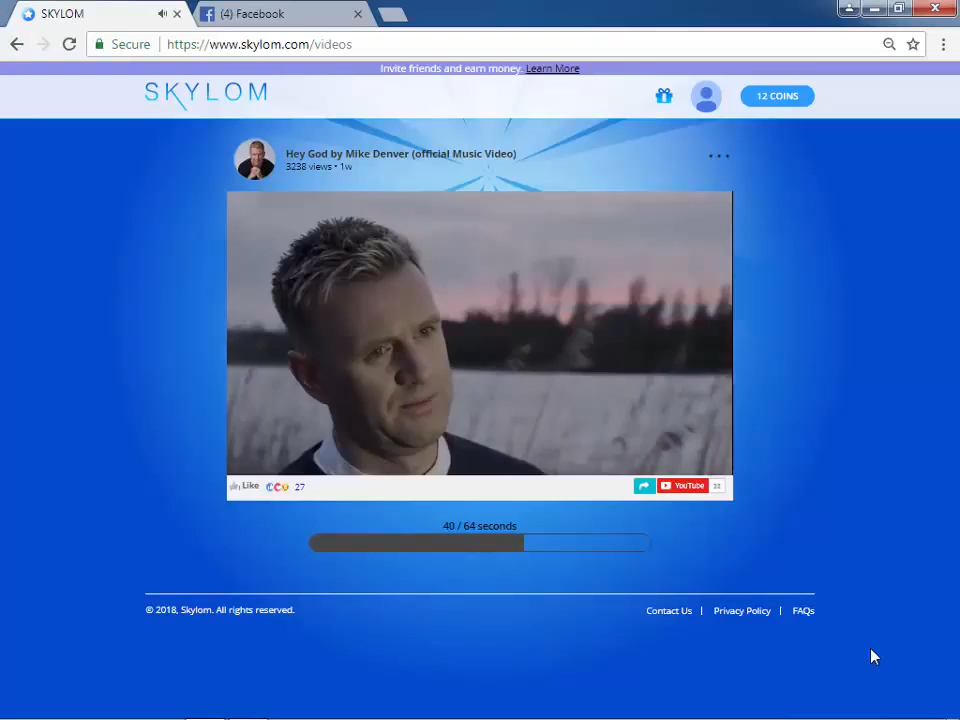 SKYLOM
(4) Facebook
Secure
https://www.skylom.com/videos
Invite friends and earn money. Learn More
SKYLOM
12 COINS
Hey God by Mike Denver (official Music Video)
3238 views • 1w
Like
27
YouTube
40 / 64 seconds
© 2018, Skylom. All rights reserved.
Contact Us | Privacy Policy | FAQs